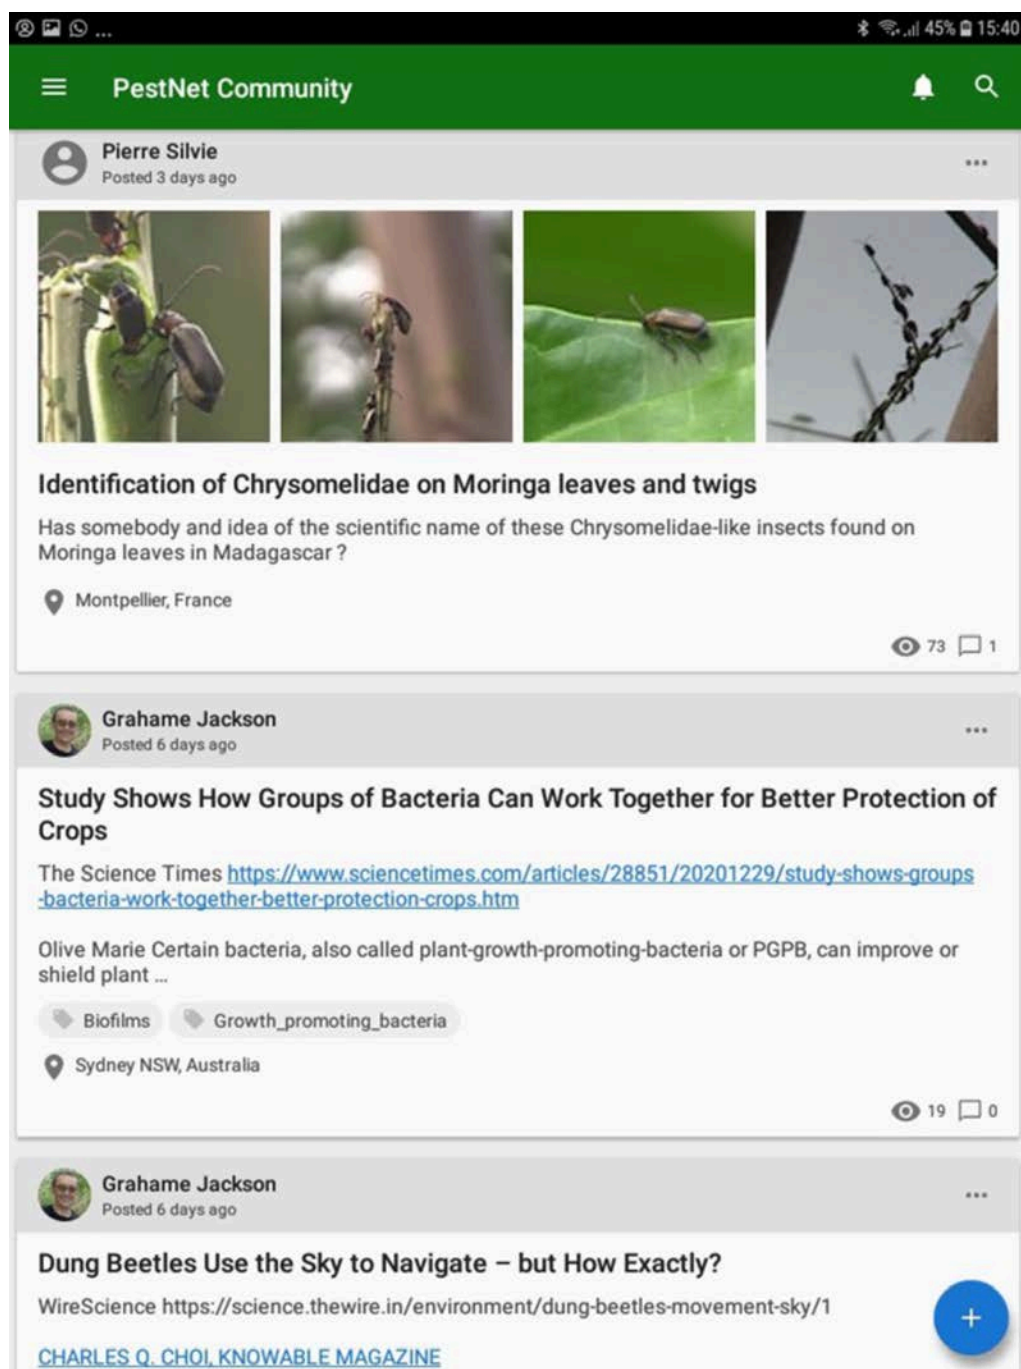 ... 45% 15:40
PestNet Community
Pierre Silvie
Posted 3 days ago
Identification of Chrysomelidae on Moringa leaves and twigs
Has somebody and idea of the scientific name of these Chrysomelidae-like insects found on
Moringa leaves in Madagascar ?
Montpellier, France
73 1
Grahame Jackson
Posted 6 days ago
Study Shows How Groups of Bacteria Can Work Together for Better Protection of
Crops
The Science Times https://www.sciencetimes.com/articles/28851/20201229/study-shows-groups
-bacteria-work-together-better-protection-crops.htm
Olive Marie Certain bacteria, also called plant-growth-promoting-bacteria or PGPB, can improve or
shield plant ...
Biofilms Growth_promoting_bacteria
Sydney NSW, Australia
19 0
Grahame Jackson
Posted 6 days ago
Dung Beetles Use the Sky to Navigate – but How Exactly?
WireScience https://science.thewire.in/environment/dung-beetles-movement-sky/1
CHARLES Q. CHOI, KNOWABLE MAGAZINE